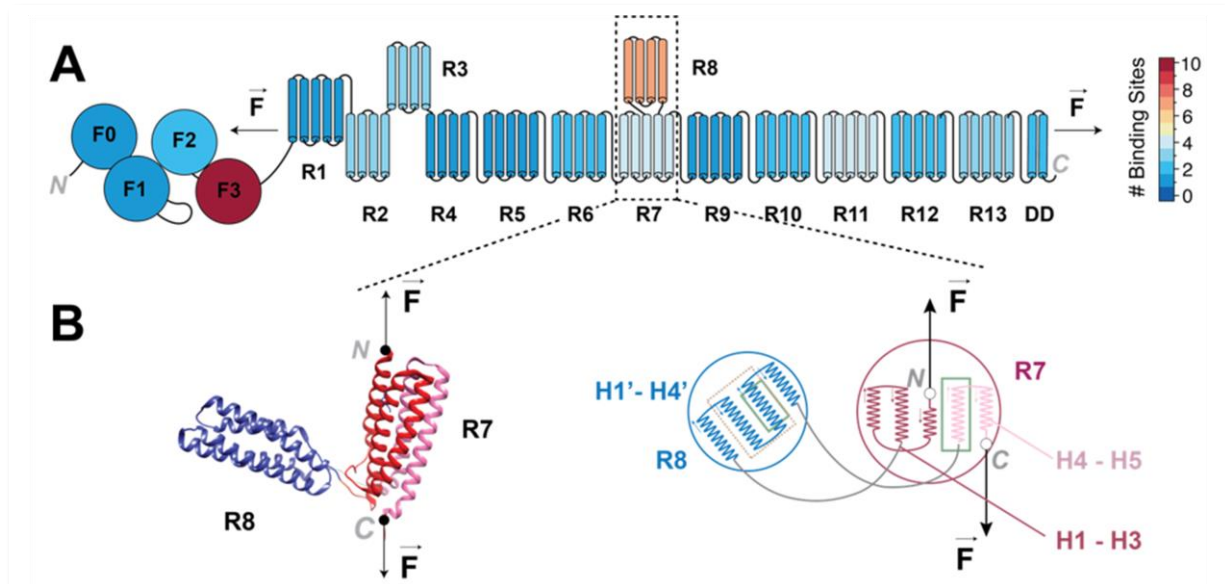 A
F0
F1
F2
F3
N
F
R1
R3
R8
F
C
R2
R4
R5
R6
R7
R9
R10
R11
R12
R13
DD
# Binding Sites
10
8
6
4
2
0
B
F
N
R7
R8
C
F
F
N
R7
H1'- H4'
R8
C
H4 - H5
F
H1 - H3